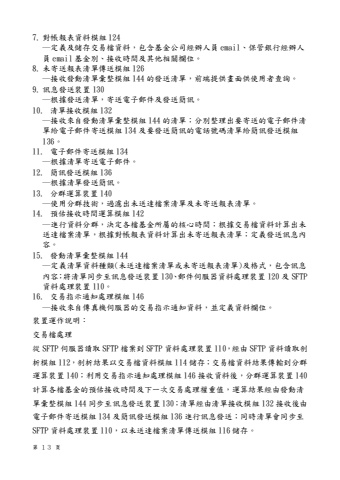 7. 對帳報表資料模組124
—定義及儲存交易檔資料，包含基金公司經辦人員 email、保管銀行經辦人
員 email 基金別、接收時間及其他相關欄位。
8. 未寄送報表清單傳送模組126
—接收發動清單彙整模組 144 的發送清單，前端提供畫面供使用者查詢。
9. 訊息發送裝置130
—根據發送清單，寄送電子郵件及發送簡訊。
10. 清單接收模組132
—接收來自發動清單彙整模組 144 的清單；分別整理出要寄送的電子郵件清
單給電子郵件寄送模組 134 及要發送簡訊的電話號碼清單給簡訊發送模組
136。
11. 電子郵件寄送模組 134
—根據清單寄送電子郵件。
12. 簡訊發送模組 136
—根據清單發送簡訊。
13. 分群運算裝置 140
—使用分群技術，過濾出未送達檔案清單及未寄送報表清單。
14. 預估接收時間運算模組 142
—進行資料分群，決定各檔基金所屬的核心時間；根據交易檔資料計算出未
送達檔案清單，根據對帳報表資料計算出未寄送報表清單；定義發送訊息內
容。
15. 發動清單彙整模組 144
—定義清單資料種類(未送達檔案清單或未寄送報表清單)及格式，包含訊息
內容；將清單同步至訊息發送裝置 130、郵件伺服器資料處理裝置 120 及 SFTP
資料處理裝置 110。
16. 交易指示通知處理模組 146
—接收來自傳真機伺服器的交易指示通知資料，並定義資料欄位。
裝置運作說明：
交易檔處理
從 SFTP 伺服器讀取 SFTP 檔案到 SFTP 資料處理裝置 110，經由 SFTP 資料讀取剖
析模組 112，剖析結果以交易檔資料模組 114 儲存；交易檔資料結果傳輸到分群
運算裝置 140；利用交易指示通知處理模組 146 接收資料後，分群運算裝置 140
計算各檔基金的預估接收時間及下一次交易處理權重值，運算結果經由發動清
單彙整模組 144 同步至訊息發送裝置 130；清單經由清單接收模組 132 接收後由
電子郵件寄送模組 134 及簡訊發送模組 136 進行訊息發送；同時清單會同步至
SFTP 資料處理裝置 110，以未送達檔案清單傳送模組 116 儲存。
第 13 頁